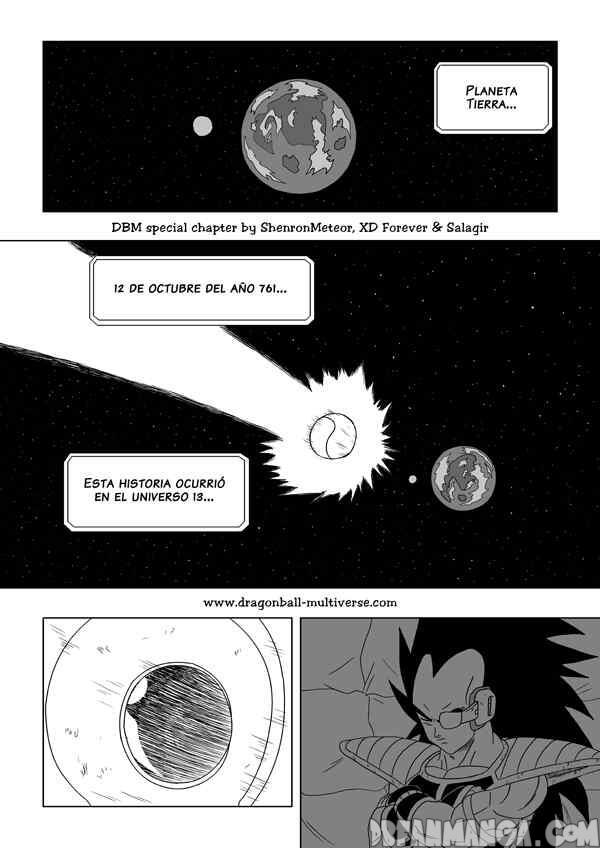 PLANETA
TIERRA...
DBM special chapter by ShenronMeteor, XD Forever & Salagir
12 DE OCTUBRE DEL AÑO 761...
ESTA HISTORIA OCURRIÓ
EN EL UNIVERSO 13...
www.dragonball-multiverse.com
DREANMANGA.COM